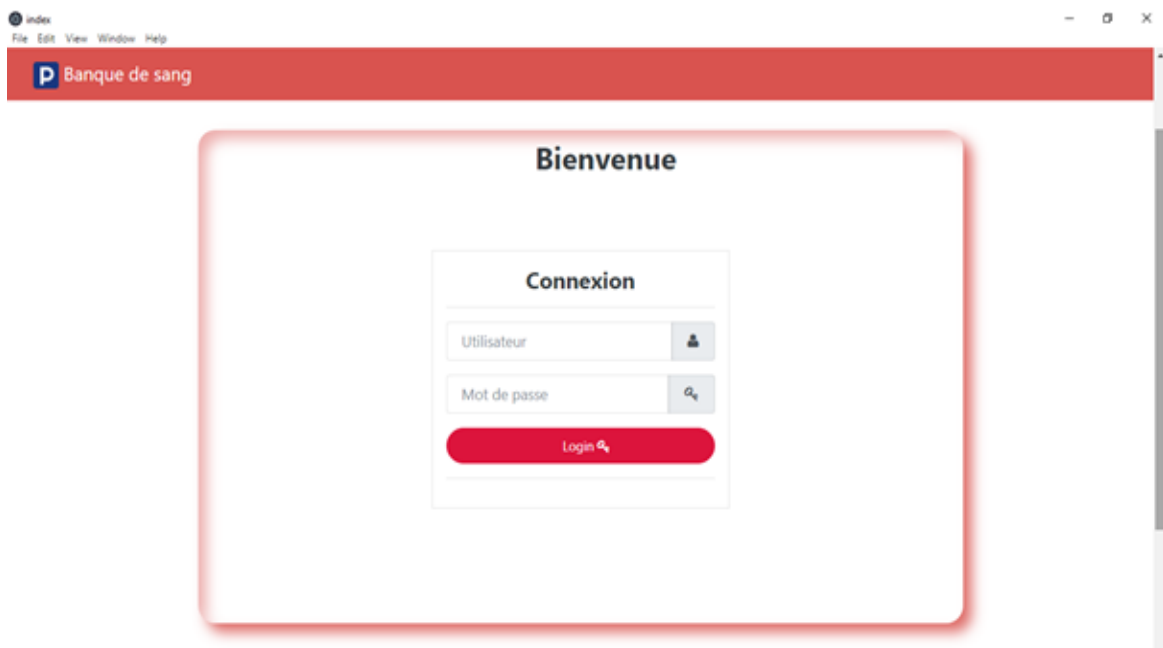 index
File Edit View Window Help
P Banque de sang
Bienvenue
Connexion
Utilisateur
Mot de passe
Login